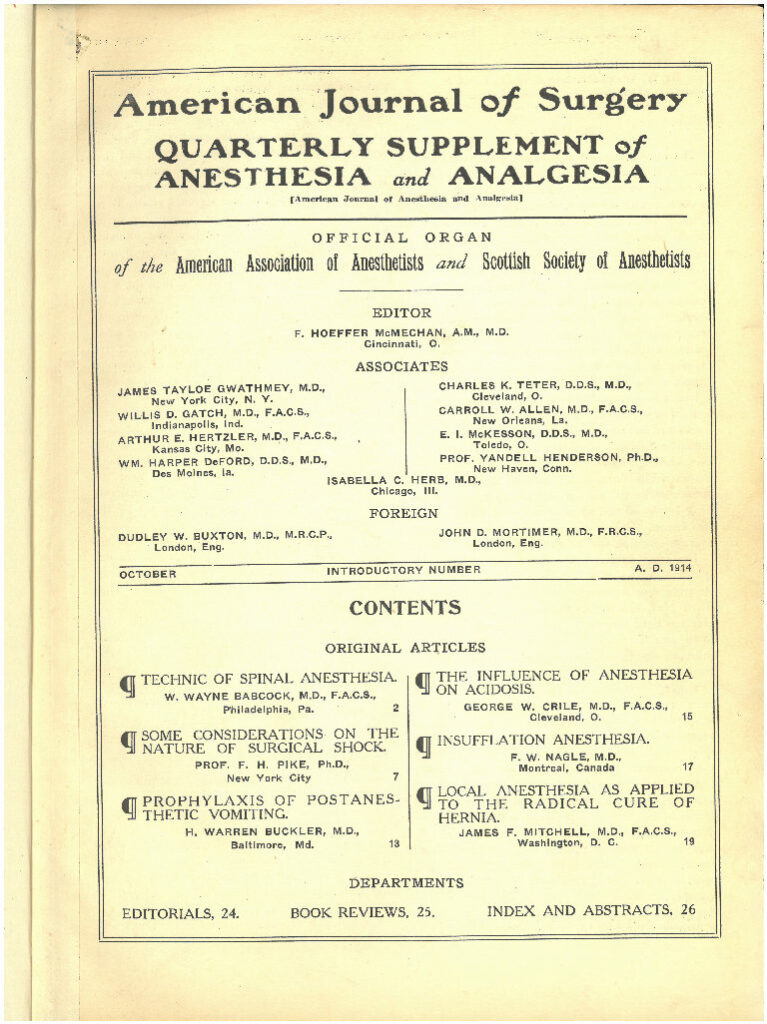 American Journal of Surgery
QUARTERLY SUPPLEMENT of
ANESTHESIA and ANALGESIA
[American Journal of Anesthesia and Analgesia]
OFFICIAL ORGAN
of the American Association of Anesthetists and Scottish Society of Anesthetists
EDITOR
F. HOEFFER McMECHAN, A.M., M.D.
Cincinnati, O.
ASSOCIATES
JAMES TAYLOE GWATHMEY, M.D.,
New York City, N. Y.
WILLIS D. GATCH, M.D., F.A.C.S.,
Indianapolis, Ind.
ARTHUR E. HERTZLER, M.D., F.A.C.S.,
Kansas City, Mo.
WM. HARPER DeFORD, D.D.S., M.D.,
Des Moines, Ia.
CHARLES K. TETER, D.D.S., M.D.,
Cleveland, O.
CARROLL W. ALLEN, M.D., F.A.C.S.,
New Orleans, La.
E. I. McKESSON, D.D.S., M.D.,
Toledo, O.
PROF. YANDELL HENDERSON, Ph.D.,
New Haven, Conn.
ISABELLA C. HERB, M.D.,
Chicago, Ill.
FOREIGN
DUDLEY W. BUXTON, M.D., M.R.C.P.,
London, Eng.
JOHN D. MORTIMER, M.D., F.R.C.S.,
London, Eng.
OCTOBER INTRODUCTORY NUMBER A. D. 1914
CONTENTS
ORIGINAL ARTICLES
¶ TECHNIC OF SPINAL ANESTHESIA.
W. WAYNE BABCOCK, M.D., F.A.C.S.,
Philadelphia, Pa. 2
¶ SOME CONSIDERATIONS ON THE
NATURE OF SURGICAL SHOCK.
PROF. F. H. PIKE, Ph.D.,
New York City 7
¶ PROPHYLAXIS OF POSTANES-
THETIC VOMITING.
H. WARREN BUCKLER, M.D.,
Baltimore, Md. 13
¶ THE INFLUENCE OF ANESTHESIA
ON ACIDOSIS.
GEORGE W. CRILE, M.D., F.A.C.S.,
Cleveland, O. 15
¶ INSUFFLATION ANESTHESIA.
F. W. NAGLE, M.D.,
Montreal, Canada 17
¶ LOCAL ANESTHESIA AS APPLIED
TO THE RADICAL CURE OF
HERNIA.
JAMES F. MITCHELL, M.D., F.A.C.S.,
Washington, D. C. 19
DEPARTMENTS
EDITORIALS, 24. BOOK REVIEWS, 25. INDEX AND ABSTRACTS, 26